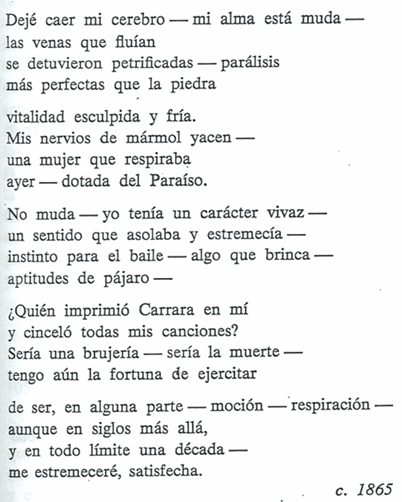 Dejé caer mi cerebro — mi alma está muda —
las venas que fluían
se detuvieron petrificadas — parálisis
más perfectas que la piedra
vitalidad esculpida y fría.
Mis nervios de mármol yacen —
una mujer que respiraba
ayer — dotada del Paraíso.
No muda — yo tenía un carácter vivaz —
un sentido que asolaba y estremecía —
instinto para el baile — algo que brinca —
aptitudes de pájaro —
¿Quién imprimió Carrara en mí
y cinceló todas mis canciones?
Sería una brujería — sería la muerte —
tengo aún la fortuna de ejercitar
de ser, en alguna parte — moción — respiración —
aunque en siglos más allá,
y en todo límite una década —
me estremeceré, satisfecha.
c. 1865